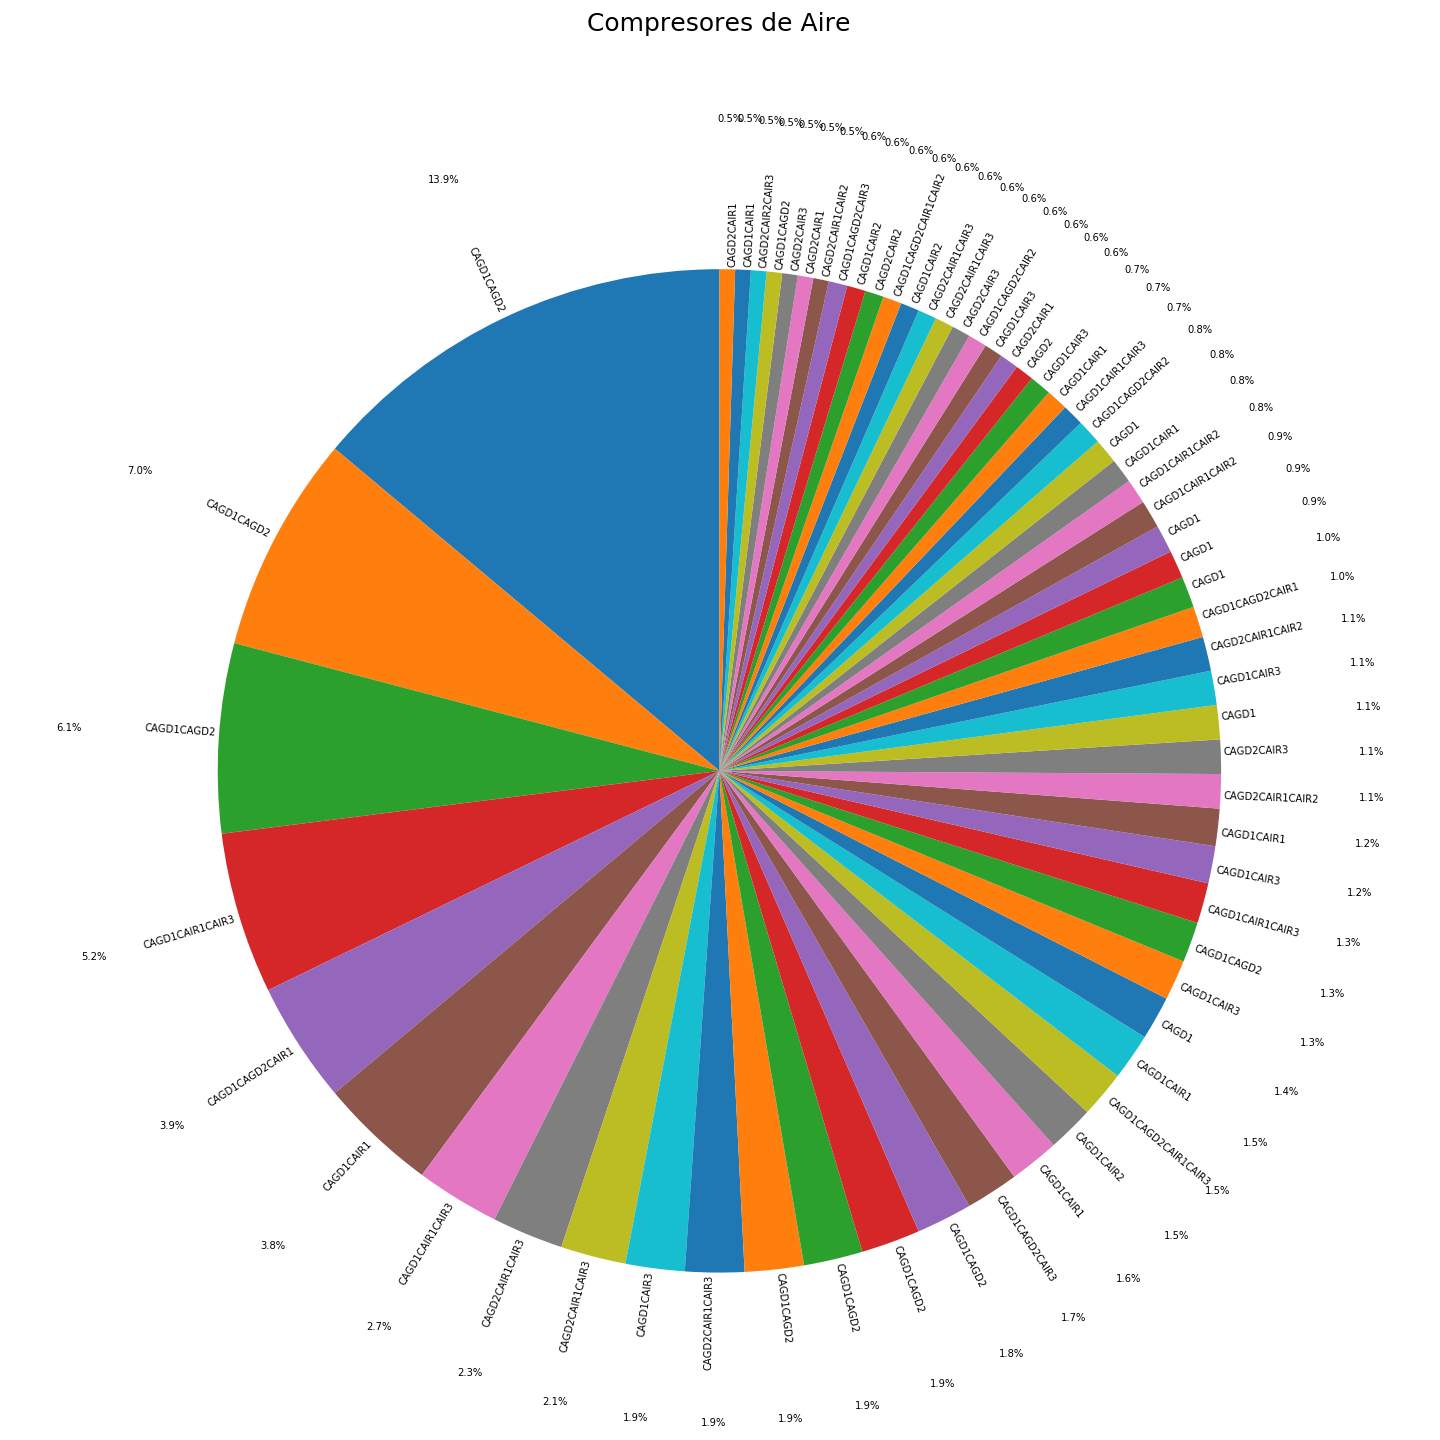 Compresores de Aire
CAGD1CAGD2
13.9%
CAGD1CAGD2
7.0%
CAGD1CAGD2
6.1%
CAGD1CAIR1CAIR3
5.2%
CAGD1CAGD2CAIR1
3.9%
CAGD1CAIR1
3.8%
CAGD1CAIR1CAIR3
2.7%
CAGD2CAIR1CAIR3
2.3%
CAGD2CAIR1CAIR3
2.1%
CAGD1CAIR3
1.9%
CAGD2CAIR1CAIR3
1.9%
CAGD1CAGD2
1.9%
CAGD1CAGD2
1.9%
CAGD1CAGD2
1.9%
CAGD1CAGD2
1.8%
CAGD1CAGD2CAIR3
1.7%
CAGD1CAIR1
1.6%
CAGD1CAIR2
1.5%
CAGD1CAGD2CAIR1CAIR3
1.5%
CAGD1CAIR1
1.5%
CAGD1
1.4%
CAGD1CAIR3
1.3%
CAGD1CAGD2
1.3%
CAGD1CAIR1CAIR3
1.3%
CAGD1CAIR3
1.2%
CAGD1CAIR1
1.2%
CAGD2CAIR1CAIR2
1.1%
CAGD2CAIR3
1.1%
CAGD1
1.1%
CAGD1CAIR3
1.1%
CAGD2CAIR1CAIR2
1.1%
CAGD1CAGD2CAIR1
1.0%
CAGD1
1.0%
CAGD1
0.9%
CAGD1
0.9%
CAGD1CAIR1CAIR2
0.9%
CAGD1CAIR1CAIR2
0.8%
CAGD1CAIR1
0.8%
CAGD1
0.8%
CAGD1CAGD2CAIR2
0.8%
CAGD1CAIR1CAIR3
0.7%
CAGD1CAIR1
0.7%
CAGD1CAIR3
0.7%
CAGD2
0.6%
CAGD2CAIR1
0.6%
CAGD1CAIR3
0.6%
CAGD1CAGD2CAIR2
0.6%
CAGD2CAIR3
0.6%
CAGD2CAIR1CAIR3
0.6%
CAGD2CAIR1CAIR3
0.6%
CAGD1CAIR2
0.6%
CAGD1CAGD2CAIR1CAIR2
0.6%
CAGD2CAIR2
0.6%
CAGD1CAIR2
0.6%
CAGD1CAGD2CAIR3
0.6%
CAGD2CAIR1CAIR2
0.5%
CAGD2CAIR1
0.5%
CAGD2CAIR3
0.5%
CAGD1CAGD2
0.5%
CAGD2CAIR2CAIR3
0.5%
CAGD1CAIR1
0.5%
CAGD2CAIR1
0.5%